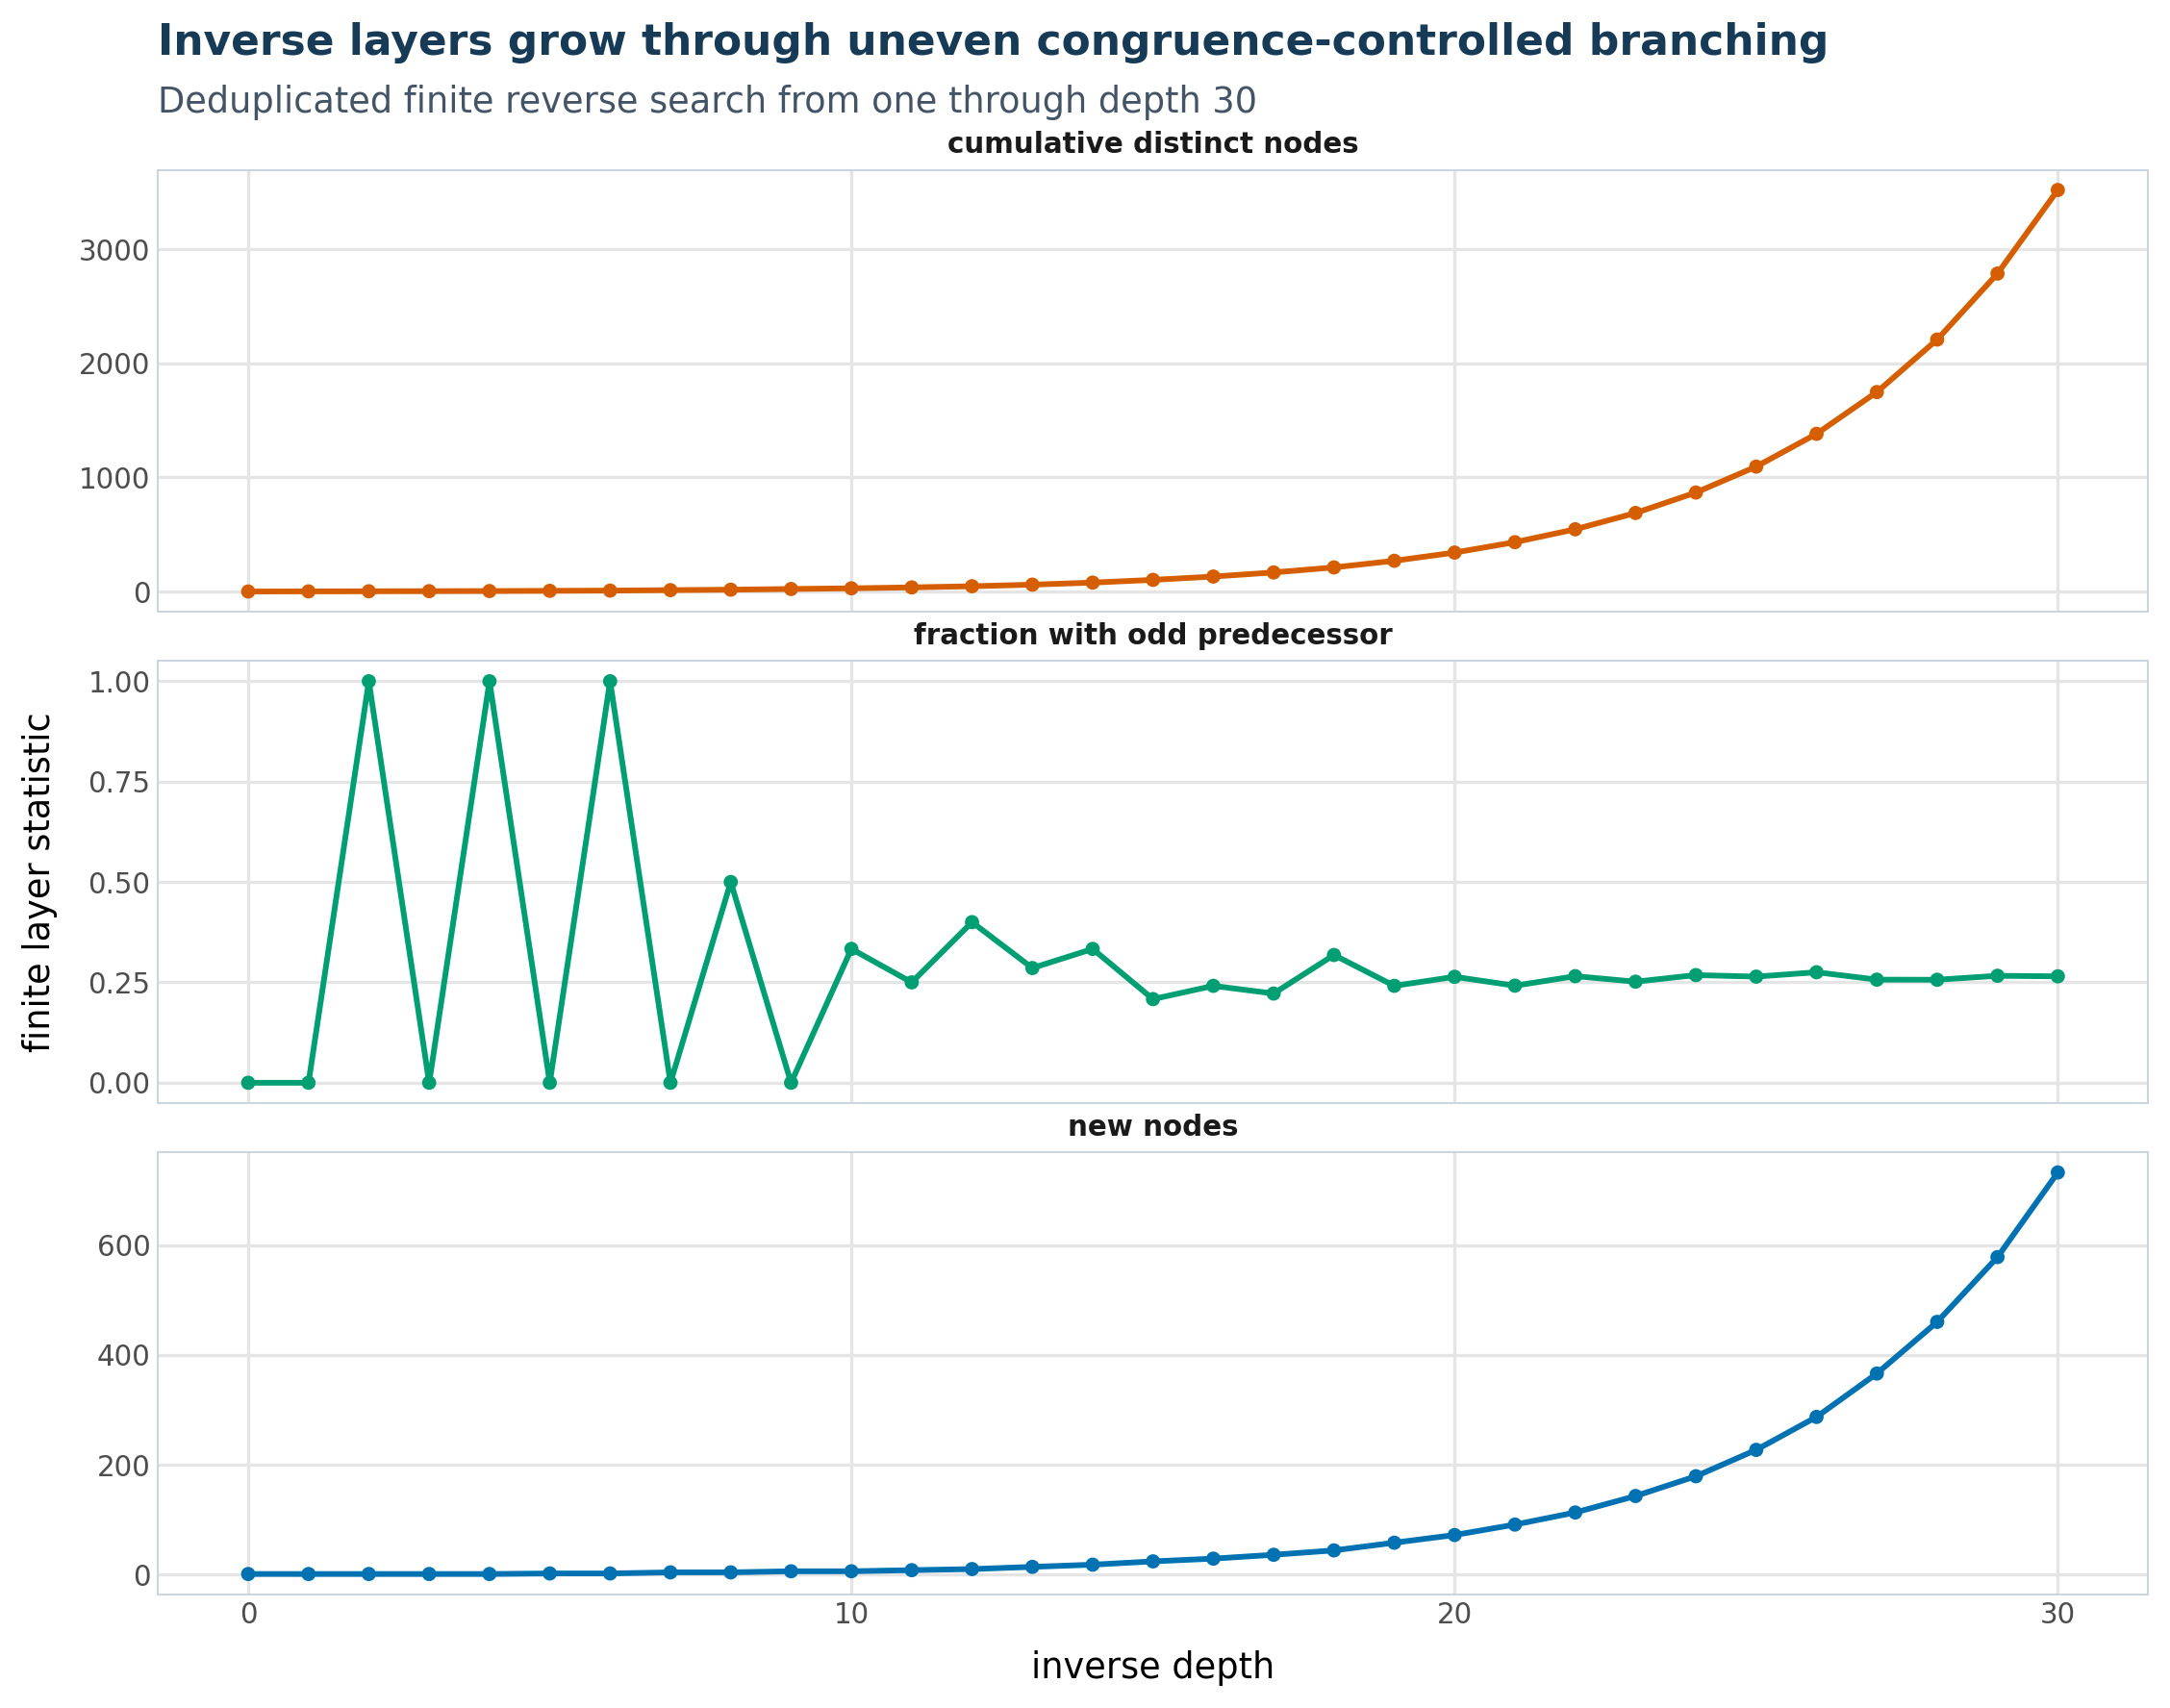 Inverse layers grow through uneven congruence-controlled branching
Deduplicated finite reverse search from one through depth 30
cumulative distinct nodes
3000
2000
1000
0
fraction with odd predecessor
1.00
0.75
0.50
0.25
0.00
finite layer statistic
new nodes
600
400
200
0
0 10 20 30
inverse depth